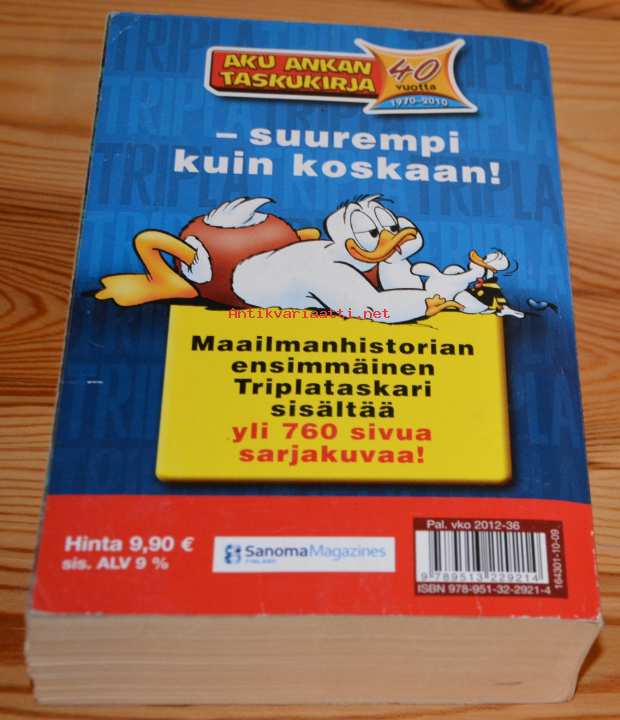 AKU ANKAN
TASKUKIRJA
40
vuotta
1970-2010
– suurempi
kuin koskaan!
TRIPLA
Antikvariaatti.net
Maailmanhistorian
ensimmäinen
Triplataskari
sisältää
yli 760 sivua
sarjakuvaa!
Hinta 9,90 €
sis. ALV 9 %
SanomaMagazines
FINLAND
Pal. vko 2012-36
9 789513 229214
ISBN 978-951-32-2921-4
164301-10-09